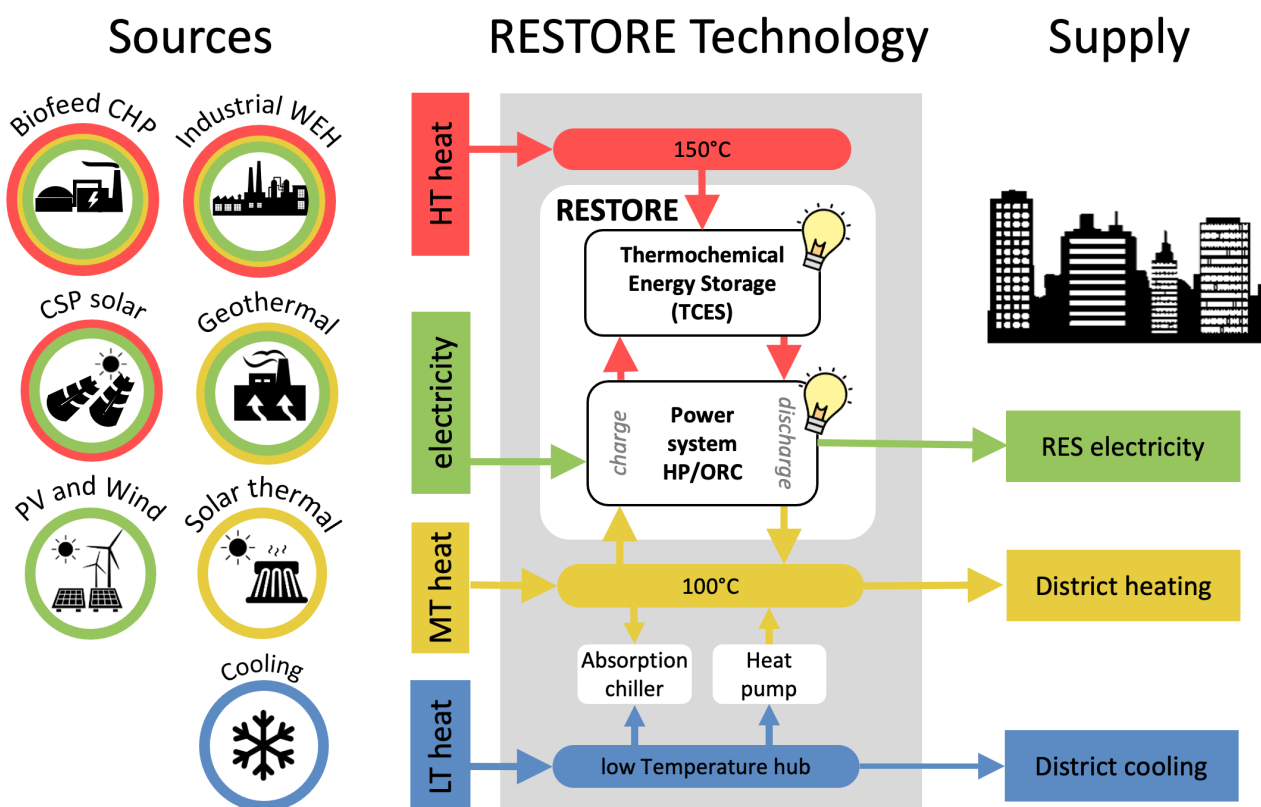 Sources
RESTORE Technology
Supply
Biofeed CHP
Industrial WEH
CSP solar
Geothermal
PV and Wind
Solar thermal
Cooling
HT heat
150°C
RESTORE
Thermochemical
Energy Storage
(TCES)
electricity
charge
Power
system
HP/ORC
discharge
RES electricity
MT heat
100°C
District heating
Absorption
chiller
Heat
pump
LT heat
low Temperature hub
District cooling